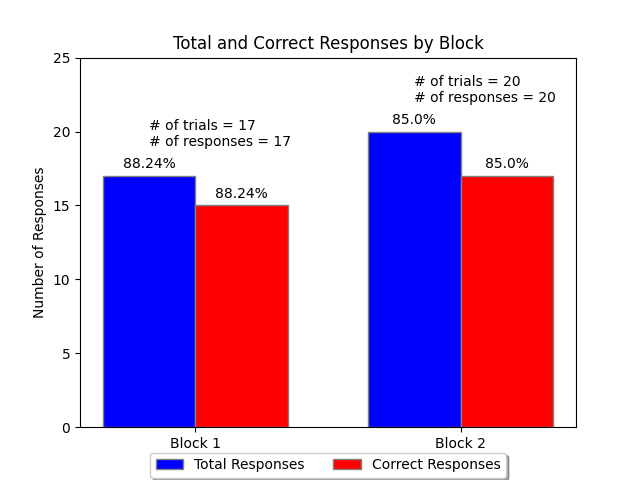 Total and Correct Responses by Block
Number of Responses
25
20
15
10
5
0
# of trials = 17
# of responses = 17
88.24%
88.24%
# of trials = 20
# of responses = 20
85.0%
85.0%
Block 1
Block 2
Total Responses
Correct Responses